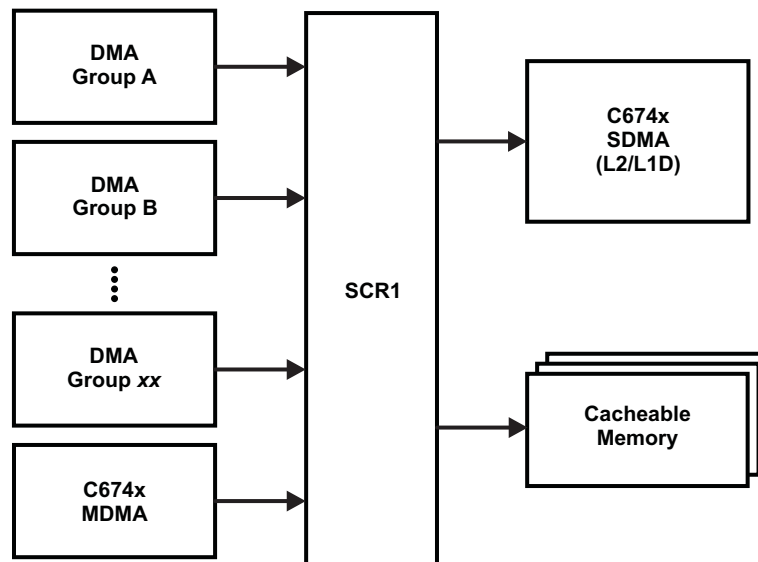 DMA
Group A
DMA
Group B
DMA
Group xx
C674x
MDMA
SCR1
C674x
SDMA
(L2/L1D)
Cacheable
Memory